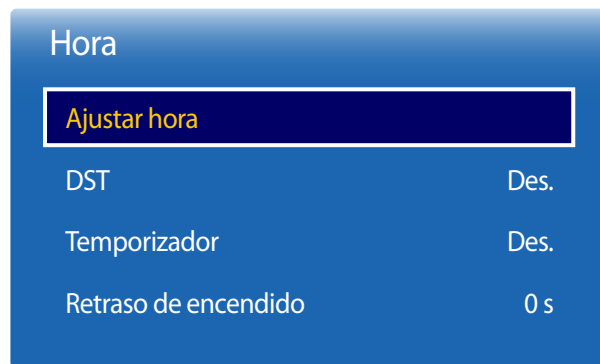 Hora
Ajustar hora
DST Des.
Temporizador Des.
Retraso de encendido 0 s